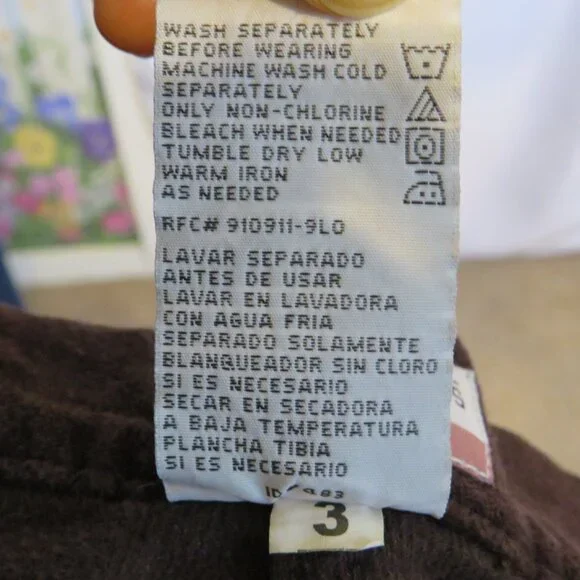 WASH SEPARATELY
BEFORE WEARING
MACHINE WASH COLD
SEPARATELY
ONLY NON-CHLORINE
BLEACH WHEN NEEDED
TUMBLE DRY LOW
WARM IRON
AS NEEDED
RFC# 910911-9L0
LAVAR SEPARADO
ANTES DE USAR
LAVAR EN LAVADORA
CON AGUA FRIA
SEPARADO SOLAMENTE
BLANQUEADOR SIN CLORO
SI ES NECESARIO
SECAR EN SECADORA
A BAJA TEMPERATURA
PLANCHA TIBIA
SI ES NECESARIO
3